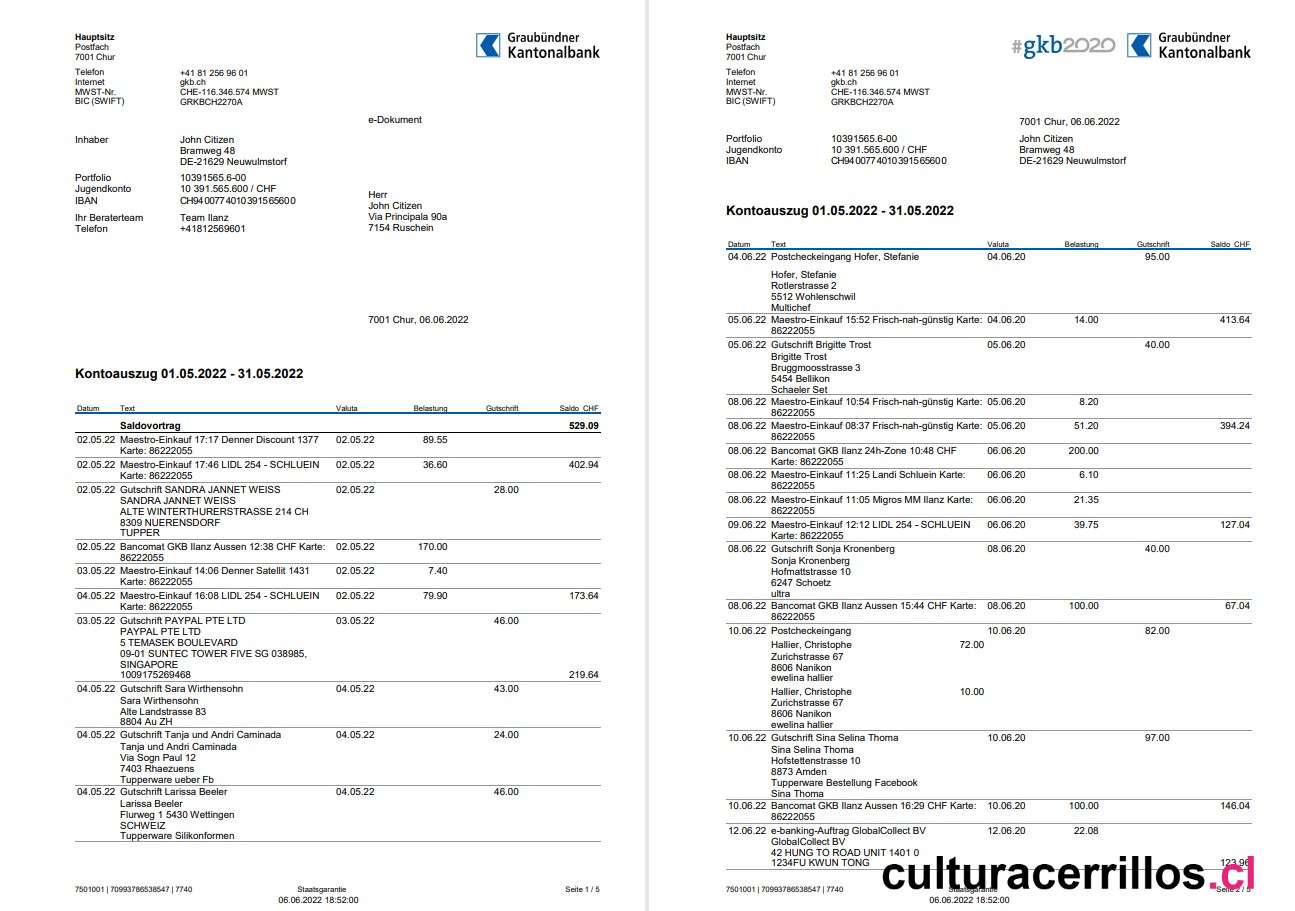 Hauptsitz
Postfach
7001 Chur
Graubündner
Kantonalbank
Telefon +41 81 256 96 01
Internet gkb.ch
MWST-Nr. CHE-116.346.574 MWST
BIC (SWIFT) GRKBCH2270A
e-Dokument
Inhaber John Citizen
Bramweg 48
DE-21629 Neuwulmstorf
Portfolio 10391565.6-00
Jugendkonto 10 391.565.600 / CHF
IBAN CH9400774010391565600
Herr
John Citizen
Via Principala 90a
7154 Ruschein
Ihr Beraterteam Team Ilanz
Telefon +41812569601
7001 Chur, 06.06.2022
Kontoauszug 01.05.2022 - 31.05.2022
Datum Text Valuta Belastung Gutschrift Saldo CHF
Saldovortrag 529.09
02.05.22 Maestro-Einkauf 17:17 Denner Discount 1377 02.05.22 89.55
Karte: 86222055
02.05.22 Maestro-Einkauf 17:46 LIDL 254 - SCHLUEIN 02.05.22 36.60 402.94
Karte: 86222055
02.05.22 Gutschrift SANDRA JANNET WEISS 02.05.22 28.00
SANDRA JANNET WEISS
ALTE WINTERTHURERSTRASSE 214 CH
8309 NUERENSDORF
TUPPER
02.05.22 Bancomat GKB Ilanz Aussen 12:38 CHF Karte: 02.05.22 170.00
86222055
03.05.22 Maestro-Einkauf 14:06 Denner Satellit 1431 02.05.22 7.40
Karte: 86222055
04.05.22 Maestro-Einkauf 16:08 LIDL 254 - SCHLUEIN 02.05.22 79.90 173.64
Karte: 86222055
03.05.22 Gutschrift PAYPAL PTE LTD 03.05.22 46.00
PAYPAL PTE LTD
5 TEMASEK BOULEVARD
09-01 SUNTEC TOWER FIVE SG 038985,
SINGAPORE
1009175269468 219.64
04.05.22 Gutschrift Sara Wirthensohn 04.05.22 43.00
Sara Wirthensohn
Alte Landstrasse 83
8804 Au ZH
04.05.22 Gutschrift Tanja und Andri Caminada 04.05.22 24.00
Tanja und Andri Caminada
Via Sogn Paul 12
7403 Rhaezuens
Tupperware ueber Fb
04.05.22 Gutschrift Larissa Beeler 04.05.22 46.00
Larissa Beeler
Flurweg 1 5430 Wettingen
SCHWEIZ
Tupperware Silikonformen
7501001 | 70993786538547 | 7740 Staatsgarantie Seite 1 / 5
06.06.2022 18:52:00
Hauptsitz
Postfach
7001 Chur
#gkb2020
Graubündner
Kantonalbank
Telefon +41 81 256 96 01
Internet gkb.ch
MWST-Nr. CHE-116.346.574 MWST
BIC (SWIFT) GRKBCH2270A
7001 Chur, 06.06.2022
Portfolio 10391565.6-00 John Citizen
Jugendkonto 10 391.565.600 / CHF Bramweg 48
IBAN CH9400774010391565600 DE-21629 Neuwulmstorf
Kontoauszug 01.05.2022 - 31.05.2022
Datum Text Valuta Belastung Gutschrift Saldo CHF
04.06.22 Postcheckeingang Hofer, Stefanie 04.06.20 95.00
Hofer, Stefanie
Rotlerstrasse 2
5512 Wohlenschwil
Multichef
05.06.22 Maestro-Einkauf 15:52 Frisch-nah-günstig Karte: 04.06.20 14.00 413.64
86222055
05.06.22 Gutschrift Brigitte Trost 05.06.20 40.00
Brigitte Trost
Bruggmoosstrasse 3
5454 Bellikon
Schaeler Set
08.06.22 Maestro-Einkauf 10:54 Frisch-nah-günstig Karte: 05.06.20 8.20
86222055
08.06.22 Maestro-Einkauf 08:37 Frisch-nah-günstig Karte: 05.06.20 51.20 394.24
86222055
08.06.22 Bancomat GKB Ilanz 24h-Zone 10:48 CHF 06.06.20 200.00
Karte: 86222055
08.06.22 Maestro-Einkauf 11:25 Landi Schluein Karte: 06.06.20 6.10
86222055
08.06.22 Maestro-Einkauf 11:05 Migros MM Ilanz Karte: 06.06.20 21.35
86222055
09.06.22 Maestro-Einkauf 12:12 LIDL 254 - SCHLUEIN 06.06.20 39.75 127.04
Karte: 86222055
08.06.22 Gutschrift Sonja Kronenberg 08.06.20 40.00
Sonja Kronenberg
Hofmattstrasse 10
6247 Schoetz
ultra
08.06.22 Bancomat GKB Ilanz Aussen 15:44 CHF Karte: 08.06.20 100.00 67.04
86222055
10.06.22 Postcheckeingang 10.06.20 82.00
Hallier, Christophe 72.00
Zurichstrasse 67
8606 Nanikon
ewelina hallier
Hallier, Christophe 10.00
Zurichstrasse 67
8606 Nanikon
ewelina hallier
10.06.22 Gutschrift Sina Selina Thoma 10.06.20 97.00
Sina Selina Thoma
Hofstettenstrasse 10
8873 Amden
Tupperware Bestellung Facebook
Sina Thoma
10.06.22 Bancomat GKB Ilanz Aussen 16:29 CHF Karte: 10.06.20 100.00 146.04
86222055
12.06.22 e-banking-Auftrag GlobalCollect BV 12.06.20 22.08
GlobalCollect BV
42 HUNG TO ROAD UNIT 1401 0
1234FU KWUN TONG 123.96
culturacerrillos.cl
7501001 | 70993786538547 | 7740 Staatsgarantie Seite 2 / 5
06.06.2022 18:52:00